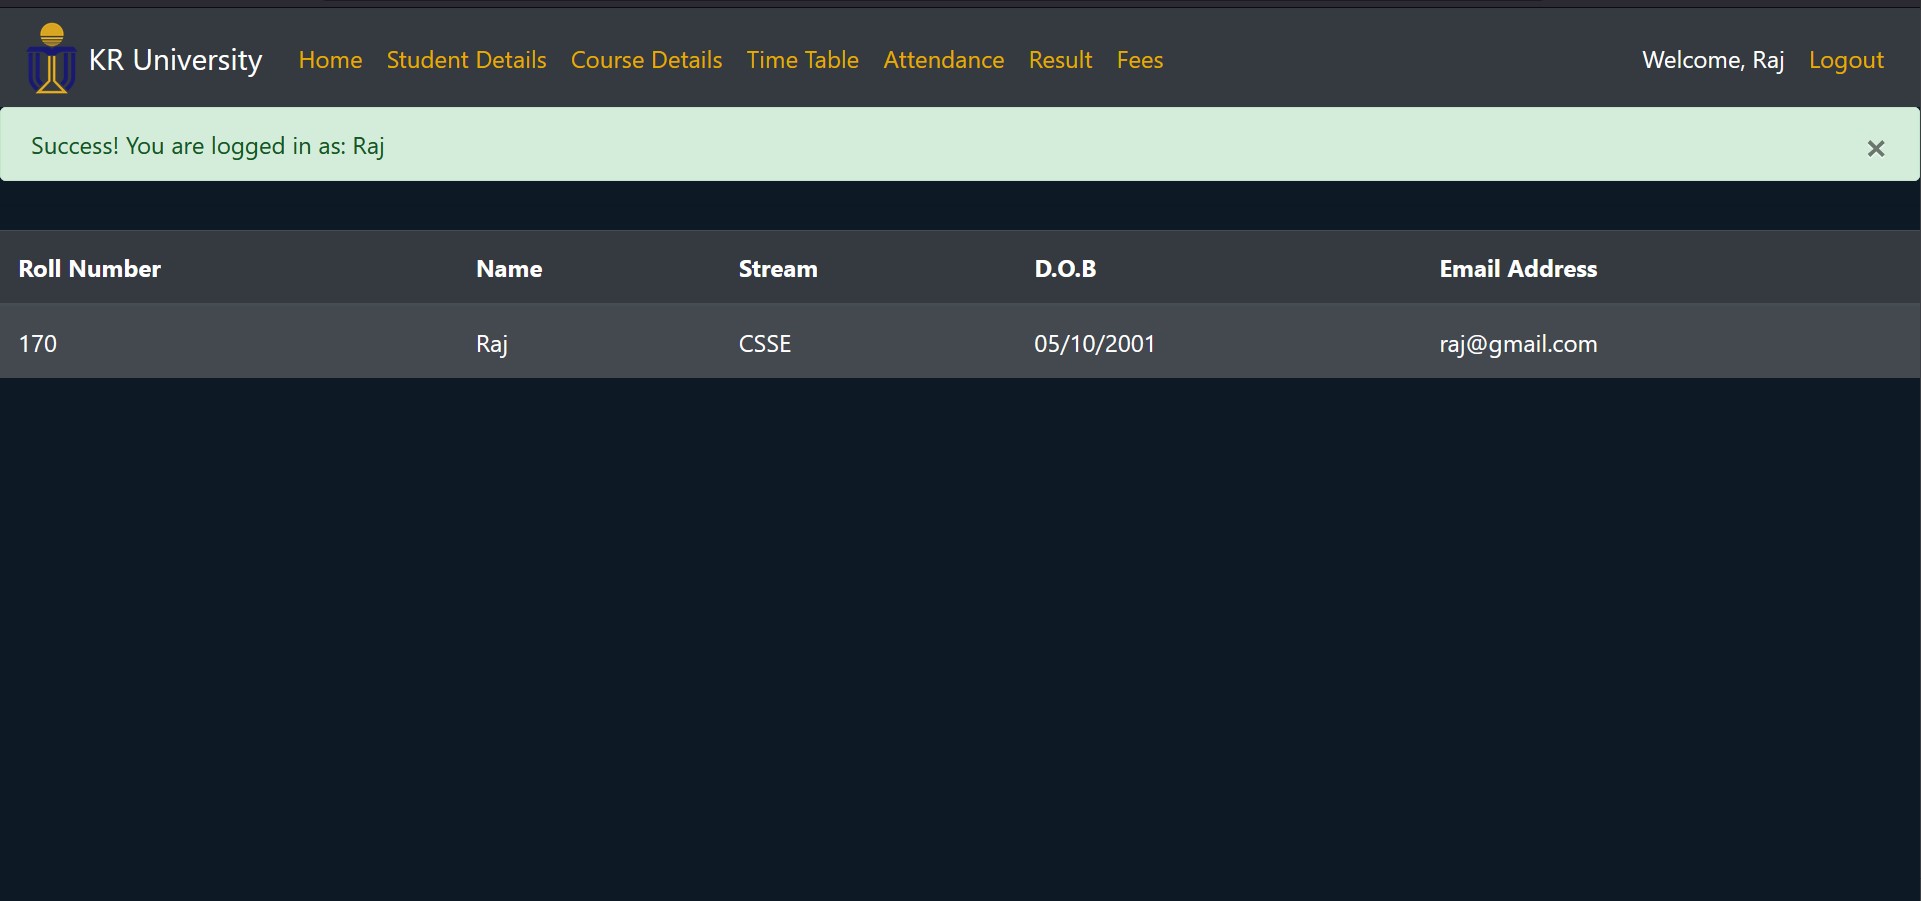 KR University Home Student Details Course Details Time Table Attendance Result Fees Welcome, Raj Logout
Success! You are logged in as: Raj ×
Roll Number Name Stream D.O.B Email Address
170 Raj CSSE 05/10/2001 raj@gmail.com